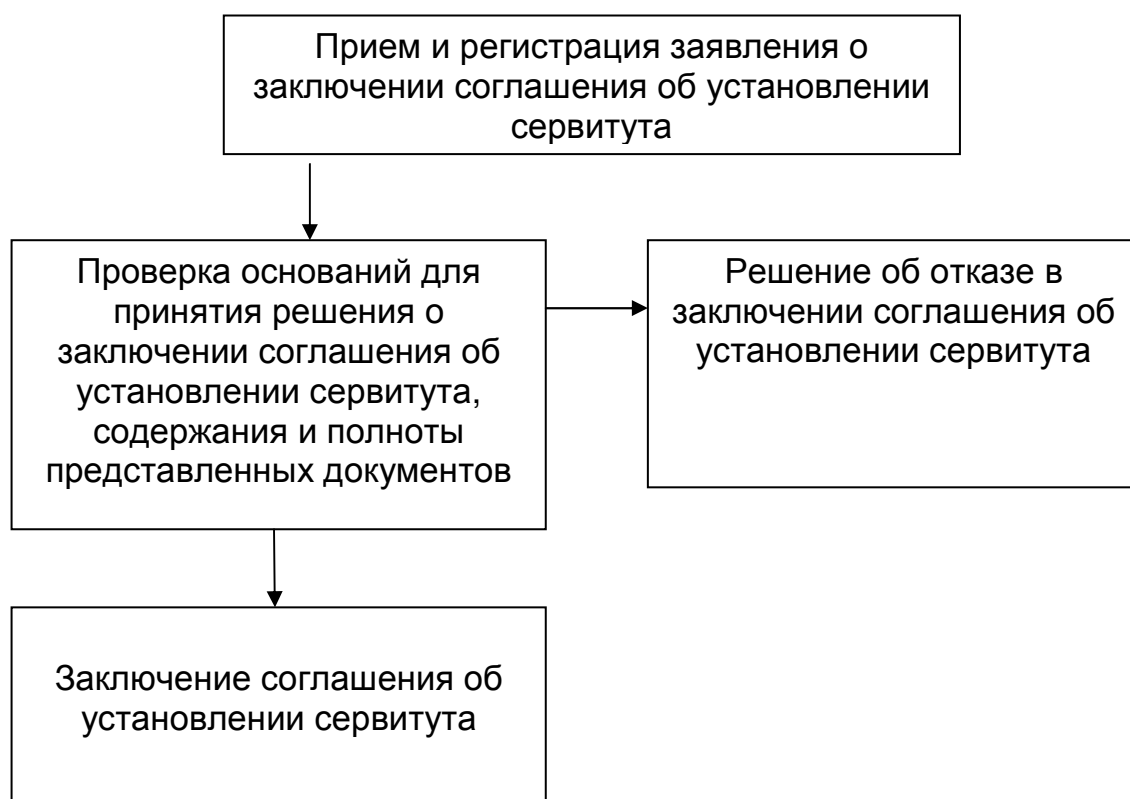 Прием и регистрация заявления о
заключении соглашения об установлении
сервитута
Проверка оснований для
принятия решения о
заключении соглашения об
установлении сервитута,
содержания и полноты
представленных документов
Решение об отказе в
заключении соглашения об
установлении сервитута
Заключение соглашения об
установлении сервитута